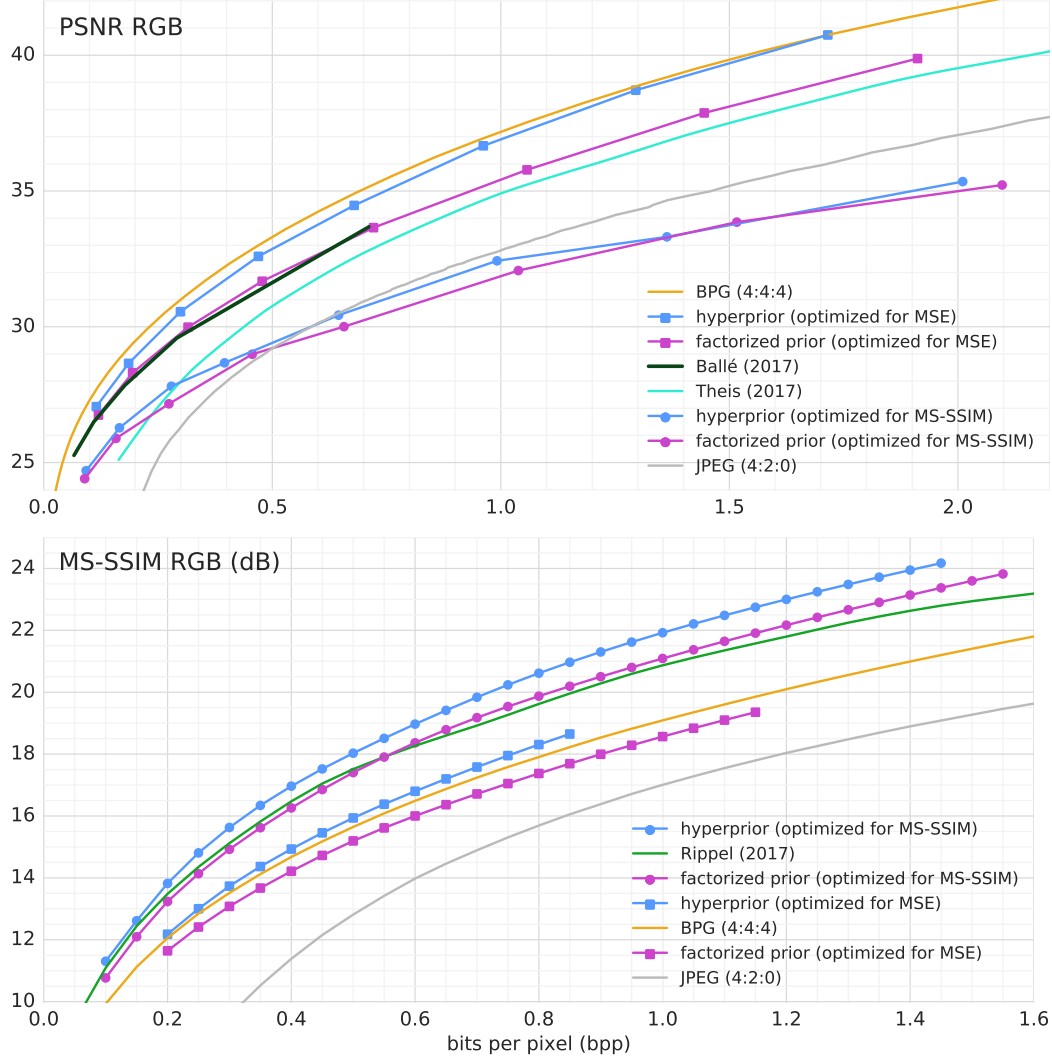 PSNR RGB
40
35
30
25
BPG (4:4:4)
hyperprior (optimized for MSE)
factorized prior (optimized for MSE)
Ballé (2017)
Theis (2017)
hyperprior (optimized for MS-SSIM)
factorized prior (optimized for MS-SSIM)
JPEG (4:2:0)
0.0 0.5 1.0 1.5 2.0
MS-SSIM RGB (dB)
24
22
20
18
16
14
12
10
hyperprior (optimized for MS-SSIM)
Rippel (2017)
factorized prior (optimized for MS-SSIM)
hyperprior (optimized for MSE)
BPG (4:4:4)
factorized prior (optimized for MSE)
JPEG (4:2:0)
0.0 0.2 0.4 0.6 0.8 1.0 1.2 1.4 1.6
bits per pixel (bpp)